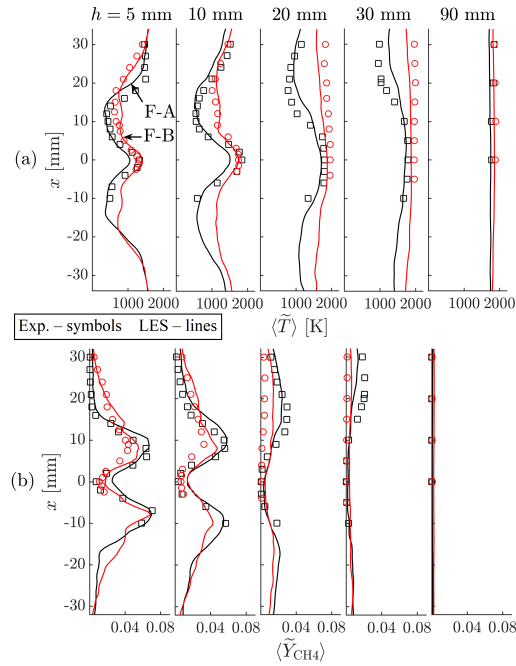 h = 5 mm 10 mm 20 mm 30 mm 90 mm
30
20
F-A
10
F-B
(a)
x [mm]
0
-10
-20
-30
1000 2000 1000 2000 1000 2000 1000 2000 1000 2000
⟨T̃⟩ [K]
Exp. – symbols LES – lines
30
20
10
(b)
x [mm]
0
-10
-20
-30
0.04 0.08 0.04 0.08 0.04 0.08 0.04 0.08 0.04 0.08
⟨Ỹ_CH4⟩